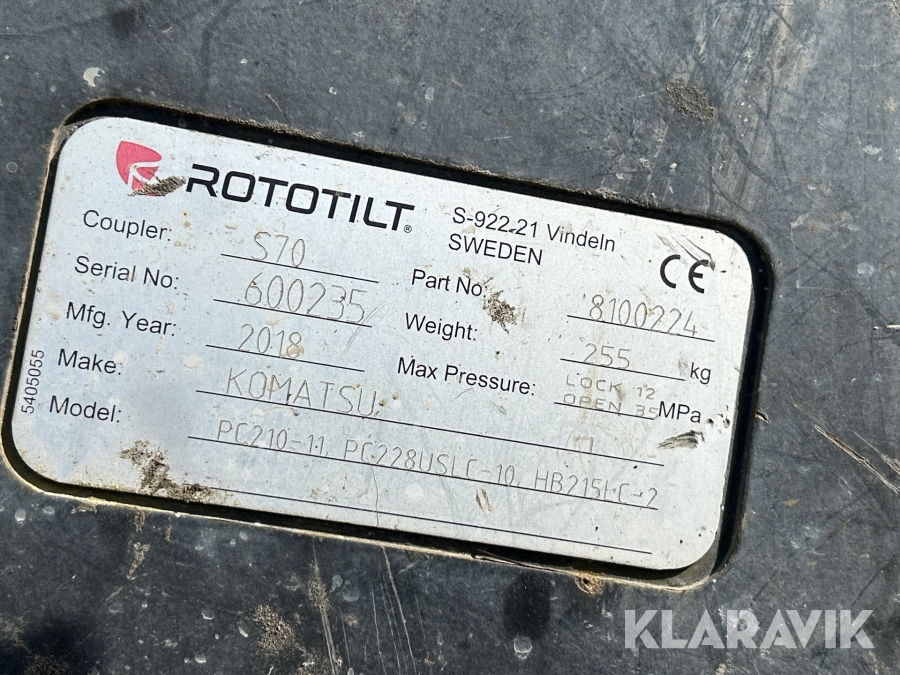 ROTOTILT®
S-922 21 Vindeln
SWEDEN
CE
Coupler: S70
Part No: 8100224
Serial No: 600235
Weight: 255 kg
Mfg. Year: 2018
Max Pressure: LOCK 12 OPEN 35 MPa
Make: KOMATSU
Model: PC210-11, PC228USLC-10, HB215LC-2
5405055
KLARAVIK